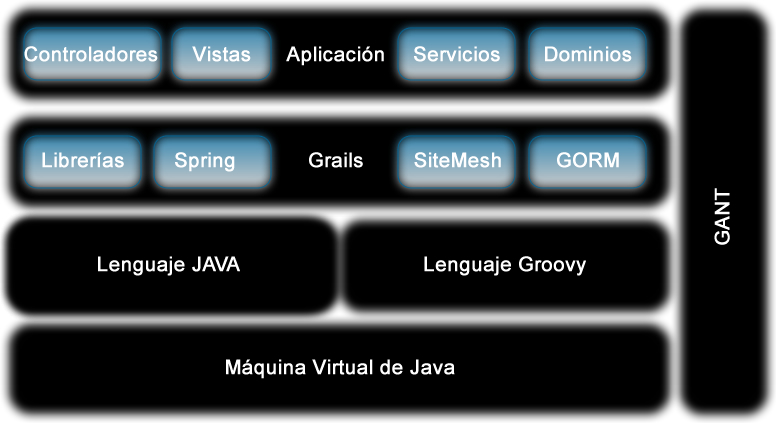 Controladores
Vistas
Aplicación
Servicios
Dominios
Librerías
Spring
Grails
SiteMesh
GORM
Lenguaje JAVA
Lenguaje Groovy
Máquina Virtual de Java
GANT